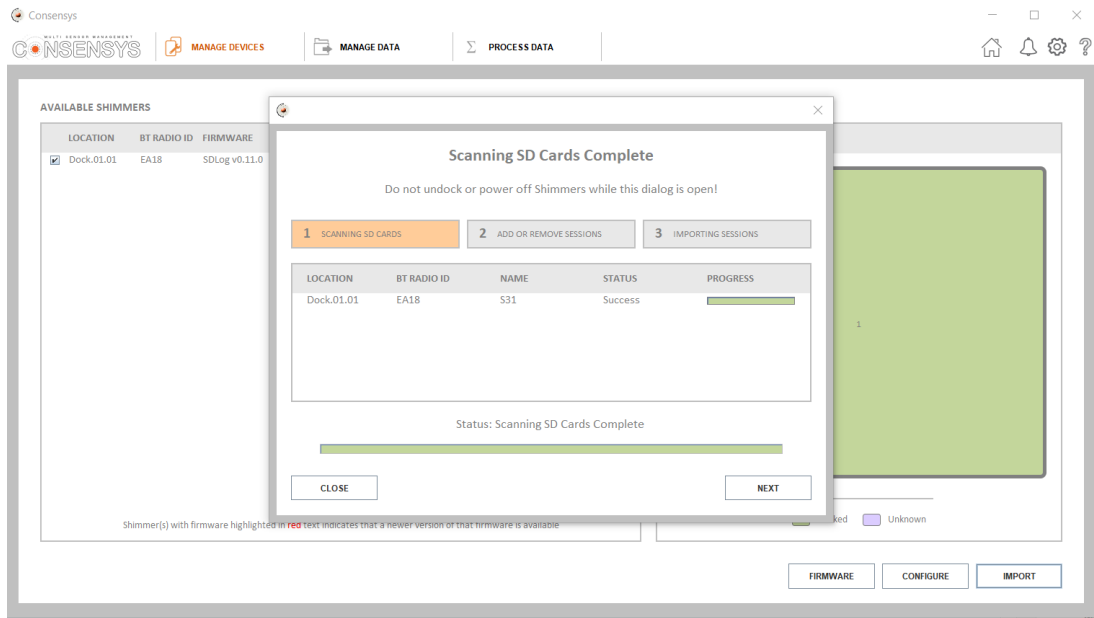 Consensys
MULTI SENSOR MANAGEMENT
CONSENSYS
MANAGE DEVICES
MANAGE DATA
Σ PROCESS DATA
?
AVAILABLE SHIMMERS
LOCATION BT RADIO ID FIRMWARE
Dock.01.01 EA18 SDLog v0.11.0
Scanning SD Cards Complete
Do not undock or power off Shimmers while this dialog is open!
1 SCANNING SD CARDS
2 ADD OR REMOVE SESSIONS
3 IMPORTING SESSIONS
LOCATION BT RADIO ID NAME STATUS PROGRESS
Dock.01.01 EA18 S31 Success
Status: Scanning SD Cards Complete
CLOSE
NEXT
1
Unknown
Shimmer(s) with firmware highlighted in red text indicates that a newer version of that firmware is available
FIRMWARE
CONFIGURE
IMPORT